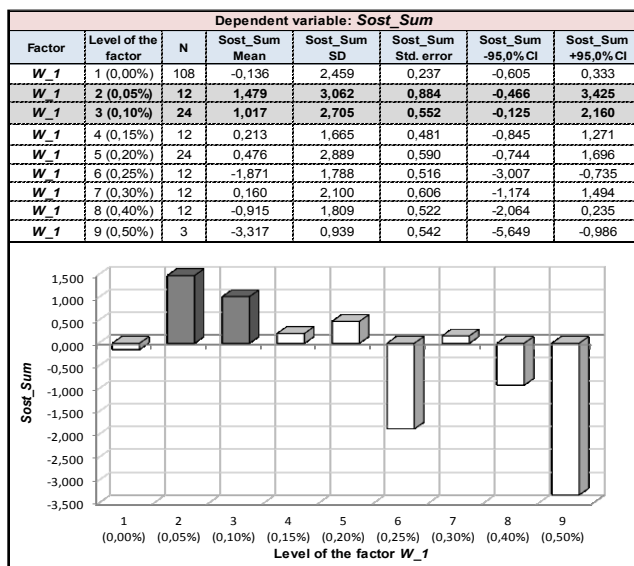 Dependent variable: Sost_Sum
Factor Level of the factor N Sost_Sum Mean Sost_Sum SD Sost_Sum Std. error Sost_Sum -95,0%CI Sost_Sum +95,0%CI
W_1 1 (0,00%) 108 -0,136 2,459 0,237 -0,605 0,333
W_1 2 (0,05%) 12 1,479 3,062 0,884 -0,466 3,425
W_1 3 (0,10%) 24 1,017 2,705 0,552 -0,125 2,160
W_1 4 (0,15%) 12 0,213 1,665 0,481 -0,845 1,271
W_1 5 (0,20%) 24 0,476 2,889 0,590 -0,744 1,696
W_1 6 (0,25%) 12 -1,871 1,788 0,516 -3,007 -0,735
W_1 7 (0,30%) 12 0,160 2,100 0,606 -1,174 1,494
W_1 8 (0,40%) 12 -0,915 1,809 0,522 -2,064 0,235
W_1 9 (0,50%) 3 -3,317 0,939 0,542 -5,649 -0,986
1,500
1,000
0,500
0,000
-0,500
-1,000
-1,500
-2,000
-2,500
-3,000
-3,500
Sost_Sum
1 2 3 4 5 6 7 8 9
(0,00%) (0,05%) (0,10%) (0,15%) (0,20%) (0,25%) (0,30%) (0,40%) (0,50%)
Level of the factor W_1